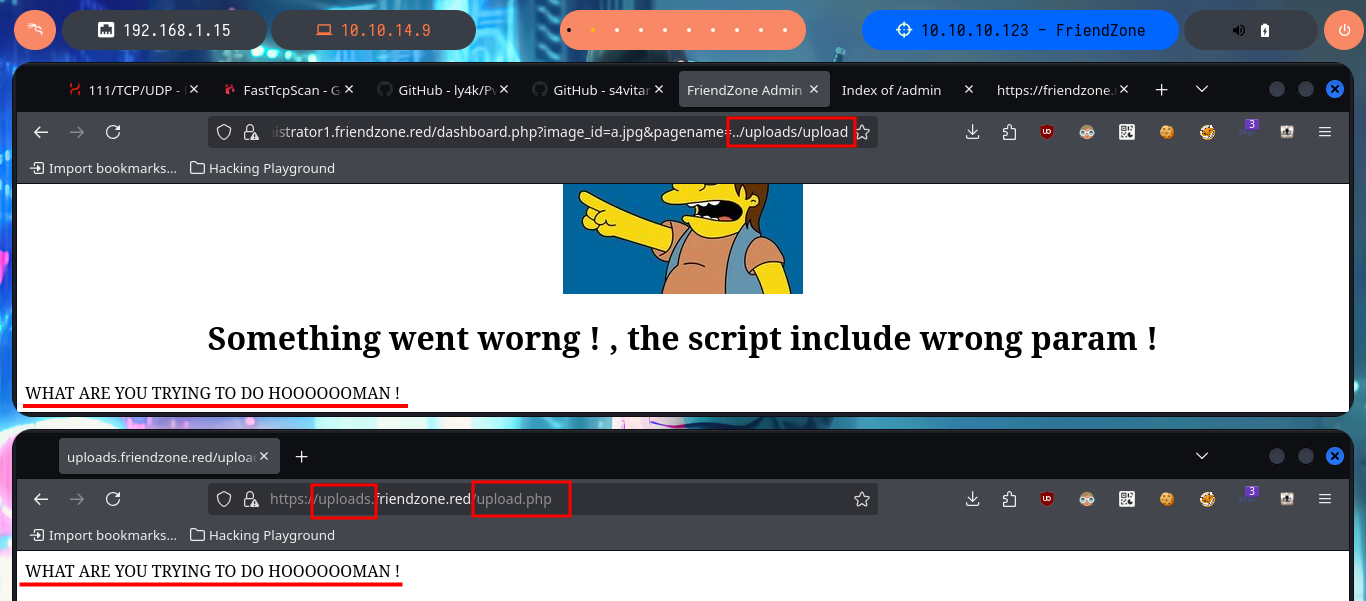 192.168.1.15 10.10.14.9 10.10.10.123 - FriendZone
111/TCP/UDP - FastTcpScan - G GitHub - ly4k/Pv GitHub - s4vitar FriendZone Admin Index of /admin https://friendzone.
istrator1.friendzone.red/dashboard.php?image_id=a.jpg&pagename=../uploads/upload
3
Import bookmarks... Hacking Playground
Something went worng ! , the script include wrong param !
WHAT ARE YOU TRYING TO DO HOOOOOOMAN !
uploads.friendzone.red/uploa
https://uploads.friendzone.red/upload.php
3
Import bookmarks... Hacking Playground
WHAT ARE YOU TRYING TO DO HOOOOOOMAN !